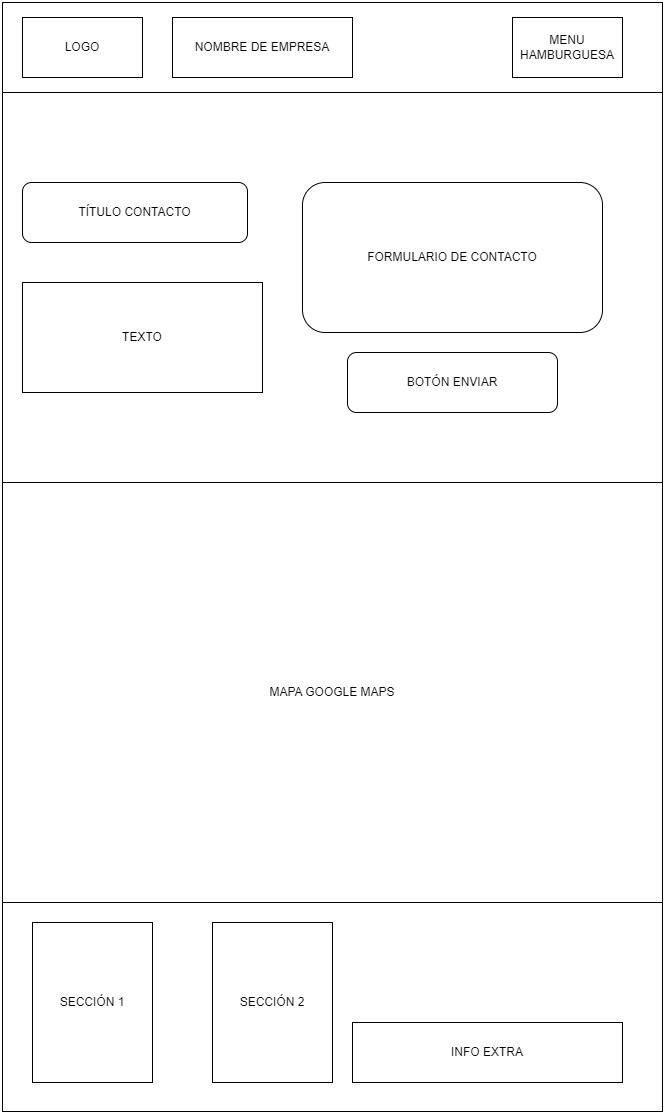 LOGO
NOMBRE DE EMPRESA
MENU
HAMBURGUESA
TÍTULO CONTACTO
FORMULARIO DE CONTACTO
TEXTO
BOTÓN ENVIAR
MAPA GOOGLE MAPS
SECCIÓN 1
SECCIÓN 2
INFO EXTRA